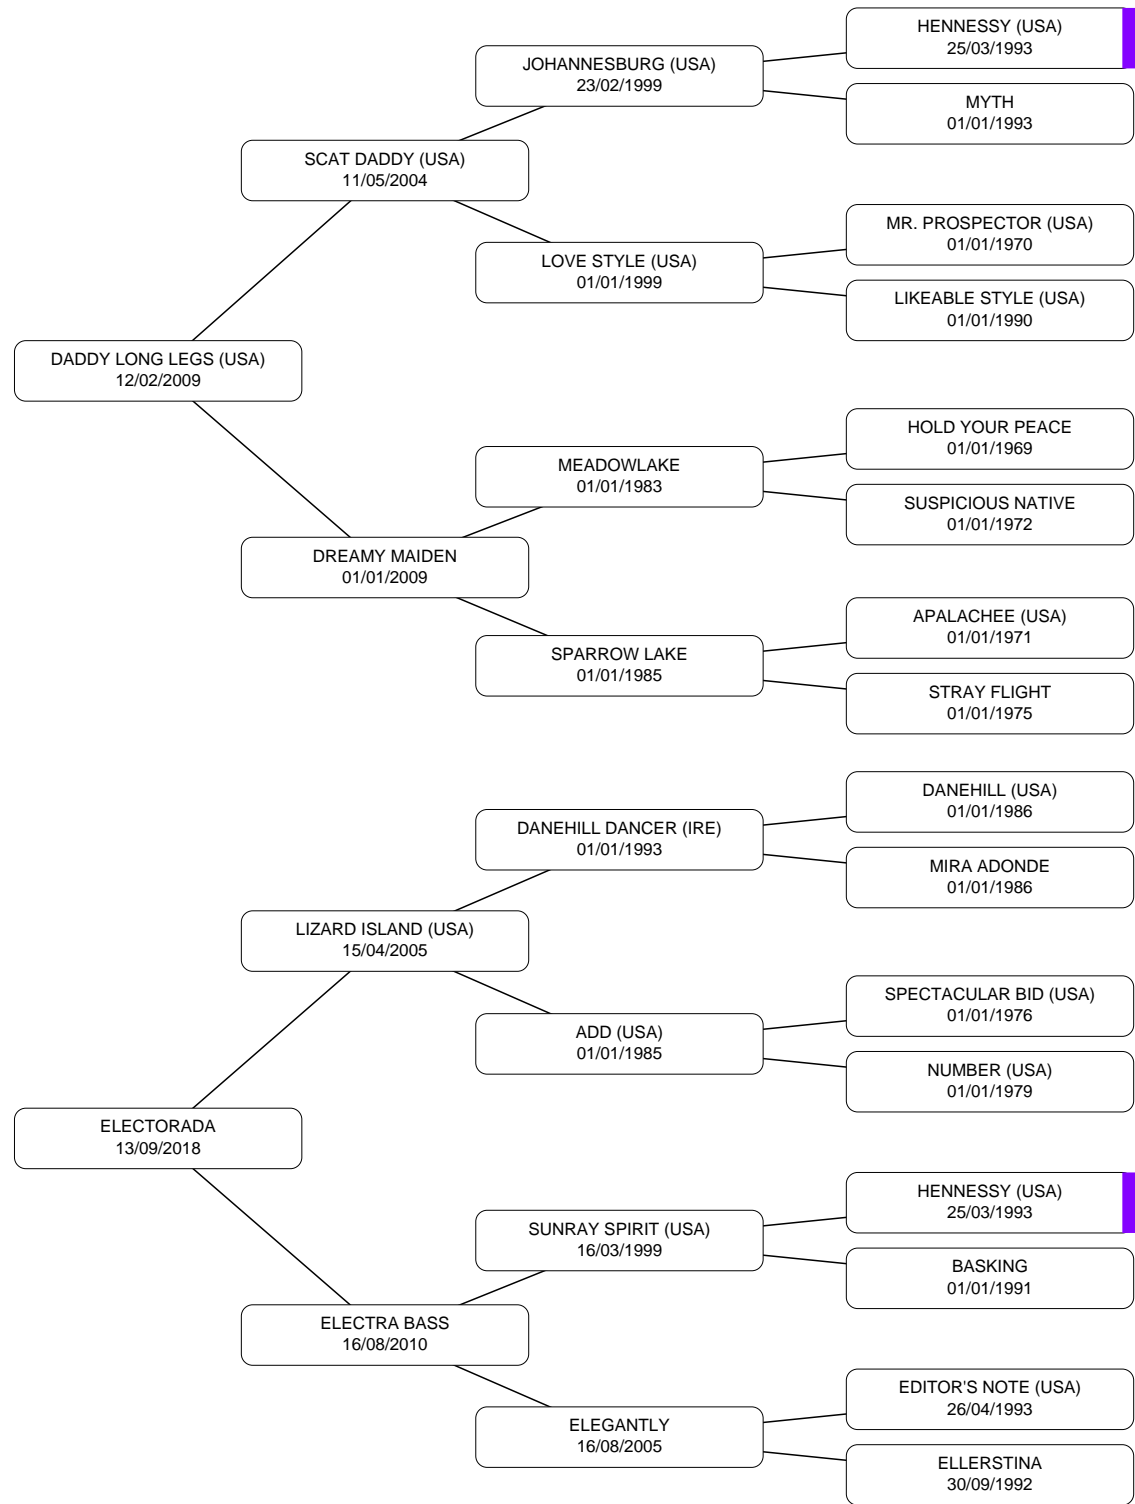 HENNESSY (USA)
25/03/1993
JOHANNESBURG (USA)
23/02/1999
MYTH
01/01/1993
SCAT DADDY (USA)
11/05/2004
MR. PROSPECTOR (USA)
01/01/1970
LOVE STYLE (USA)
01/01/1999
LIKEABLE STYLE (USA)
01/01/1990
DADDY LONG LEGS (USA)
12/02/2009
HOLD YOUR PEACE
01/01/1969
MEADOWLAKE
01/01/1983
SUSPICIOUS NATIVE
01/01/1972
DREAMY MAIDEN
01/01/2009
APALACHEE (USA)
01/01/1971
SPARROW LAKE
01/01/1985
STRAY FLIGHT
01/01/1975
DANEHILL (USA)
01/01/1986
DANEHILL DANCER (IRE)
01/01/1993
MIRA ADONDE
01/01/1986
LIZARD ISLAND (USA)
15/04/2005
SPECTACULAR BID (USA)
01/01/1976
ADD (USA)
01/01/1985
NUMBER (USA)
01/01/1979
ELECTORADA
13/09/2018
HENNESSY (USA)
25/03/1993
SUNRAY SPIRIT (USA)
16/03/1999
BASKING
01/01/1991
ELECTRA BASS
16/08/2010
EDITOR'S NOTE (USA)
26/04/1993
ELEGANTLY
16/08/2005
ELLERSTINA
30/09/1992